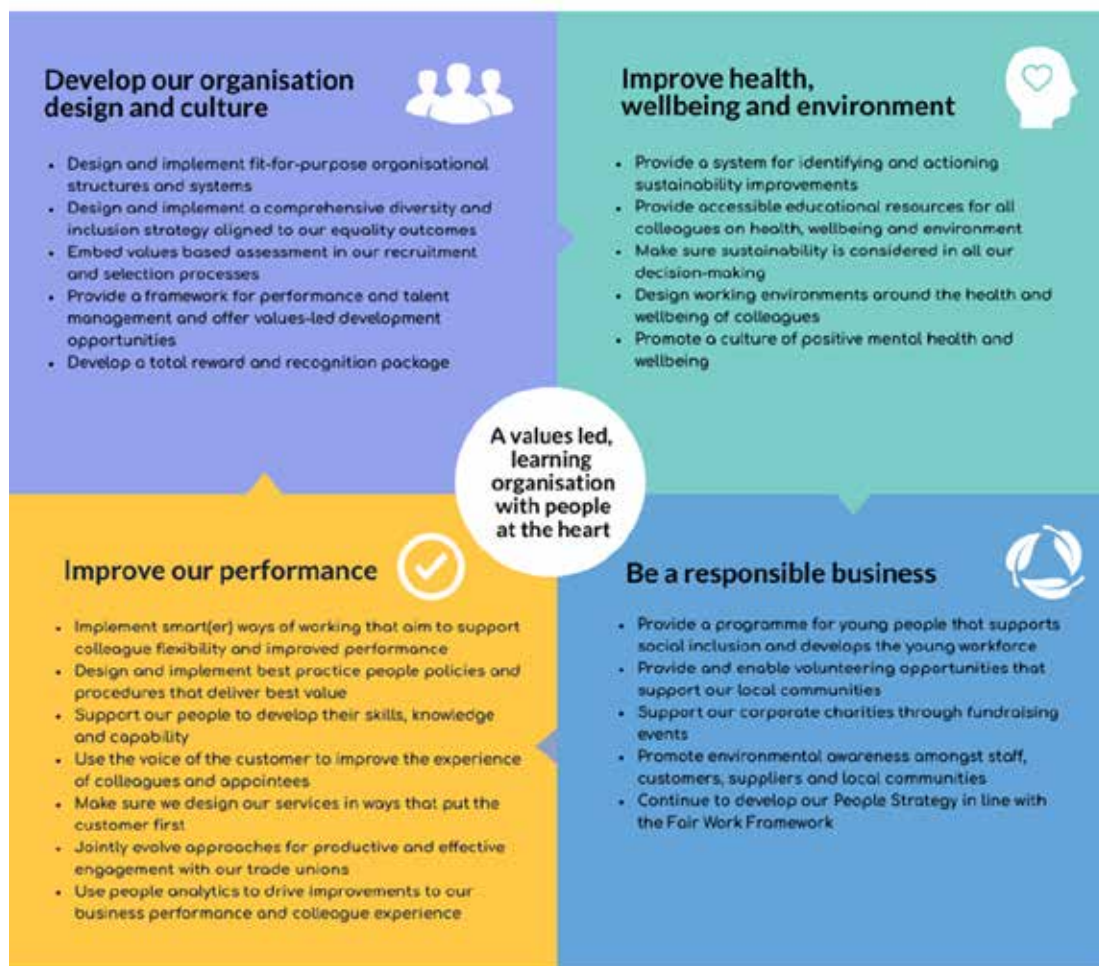 Develop our organisation
design and culture
• Design and implement fit-for-purpose organisational
structures and systems
• Design and implement a comprehensive diversity and
inclusion strategy aligned to our equality outcomes
• Embed values based assessment in our recruitment
and selection processes
• Provide a framework for performance and talent
management and offer values-led development
opportunities
• Develop a total reward and recognition package
Improve health,
wellbeing and environment
• Provide a system for identifying and actioning
sustainability improvements
• Provide accessible educational resources for all
colleagues on health, wellbeing and environment
• Make sure sustainability is considered in all our
decision-making
• Design working environments around the health and
wellbeing of colleagues
• Promote a culture of positive mental health and
wellbeing
A values led,
learning
organisation
with people
at the heart
Improve our performance
• Implement smart(er) ways of working that aim to support
colleague flexibility and improved performance
• Design and implement best practice people policies and
procedures that deliver best value
• Support our people to develop their skills, knowledge
and capability
• Use the voice of the customer to improve the experience
of colleagues and appointees
• Make sure we design our services in ways that put the
customer first
• Jointly evolve approaches for productive and effective
engagement with our trade unions
• Use people analytics to drive improvements to our
business performance and colleague experience
Be a responsible business
• Provide a programme for young people that supports
social inclusion and develops the young workforce
• Provide and enable volunteering opportunities that
support our local communities
• Support our corporate charities through fundraising
events
• Promote environmental awareness amongst staff,
customers, suppliers and local communities
• Continue to develop our People Strategy in line with
the Fair Work Framework